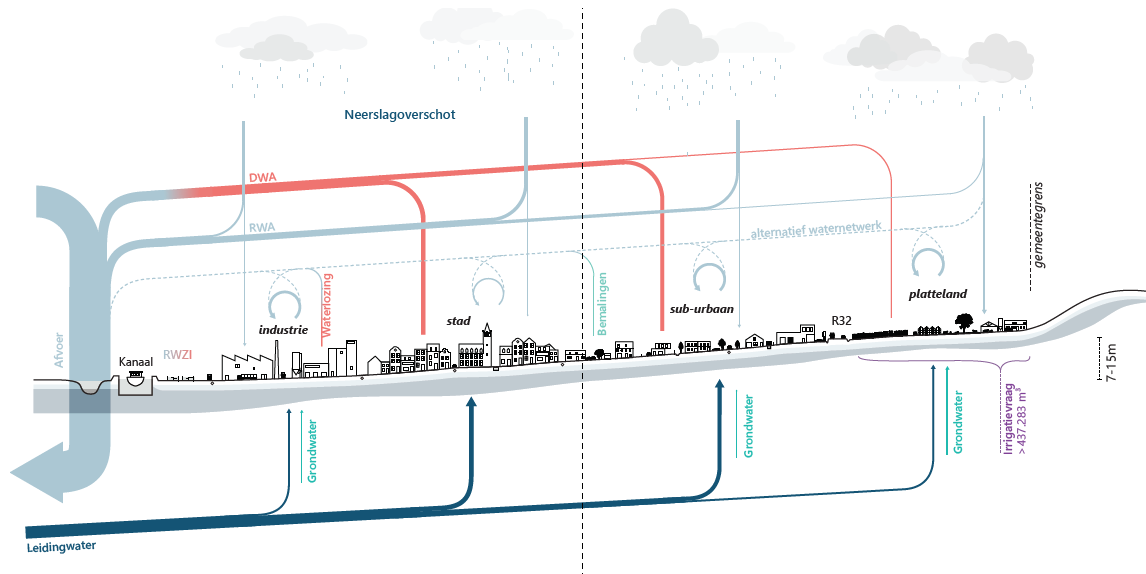 Neerslagoverschot
DWA
RWA
alternatief waternetwerk
gemeentegrens
Waterlozing
Bemalingen
industrie
stad
sub-urbaan
platteland
R32
Afvoer
RWZI
Kanaal
7-15m
Grondwater
Grondwater
Grondwater
Irrigatievraag
>437.283 m³
Leidingwater